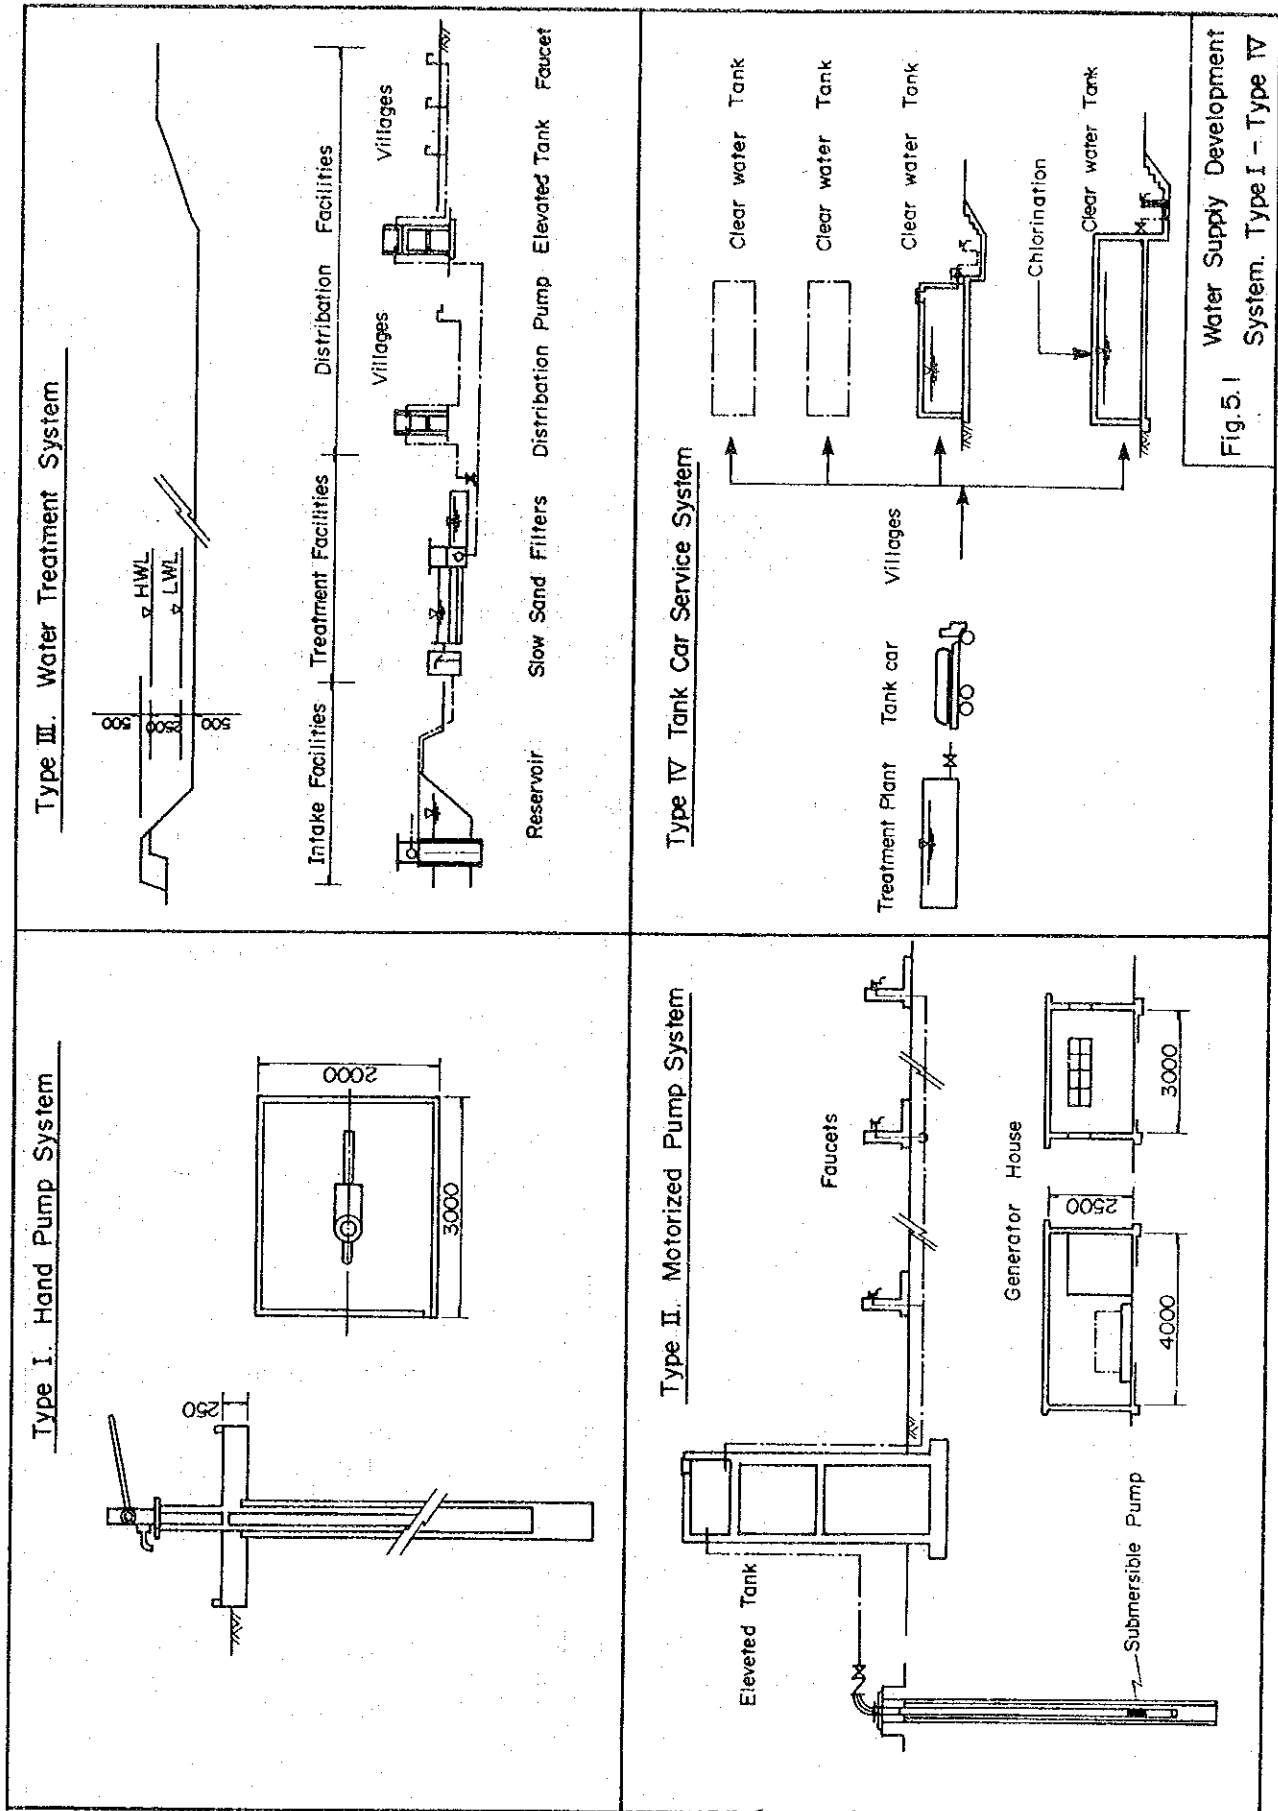 Type I. Hand Pump System
250
2000
3000
Type III. Water Treatment System
500
2500
500
HWL
LWL
Intake Facilities
Treatment Facilities
Distribution Facilities
Villages
Villages
Reservoir
Slow Sand Filters
Distribation Pump
Elevated Tank
Faucet
Type II. Motorized Pump System
Eleveted Tank
Faucets
Submersible Pump
Generator House
2500
4000
3000
Type IV Tank Car Service System
Treatment Plant
Tank car
Villages
Clear water Tank
Clear water Tank
Clear water Tank
Chlorination
Clear water Tank
Fig. 5.1 Water Supply Development
System. Type I - Type IV